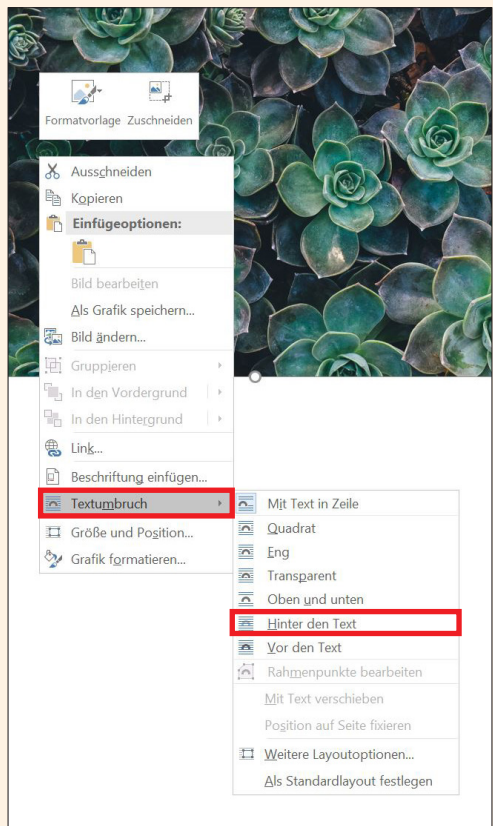 Formatvorlage Zuschneiden
Ausschneiden
Kopieren
Einfügeoptionen:
Bild bearbeiten
Als Grafik speichern...
Bild ändern...
Gruppieren
In den Vordergrund
In den Hintergrund
Link...
Beschriftung einfügen...
Textumbruch
Größe und Position...
Grafik formatieren...
Mit Text in Zeile
Quadrat
Eng
Transparent
Oben und unten
Hinter den Text
Vor den Text
Rahmenpunkte bearbeiten
Mit Text verschieben
Position auf Seite fixieren
Weitere Layoutoptionen...
Als Standardlayout festlegen